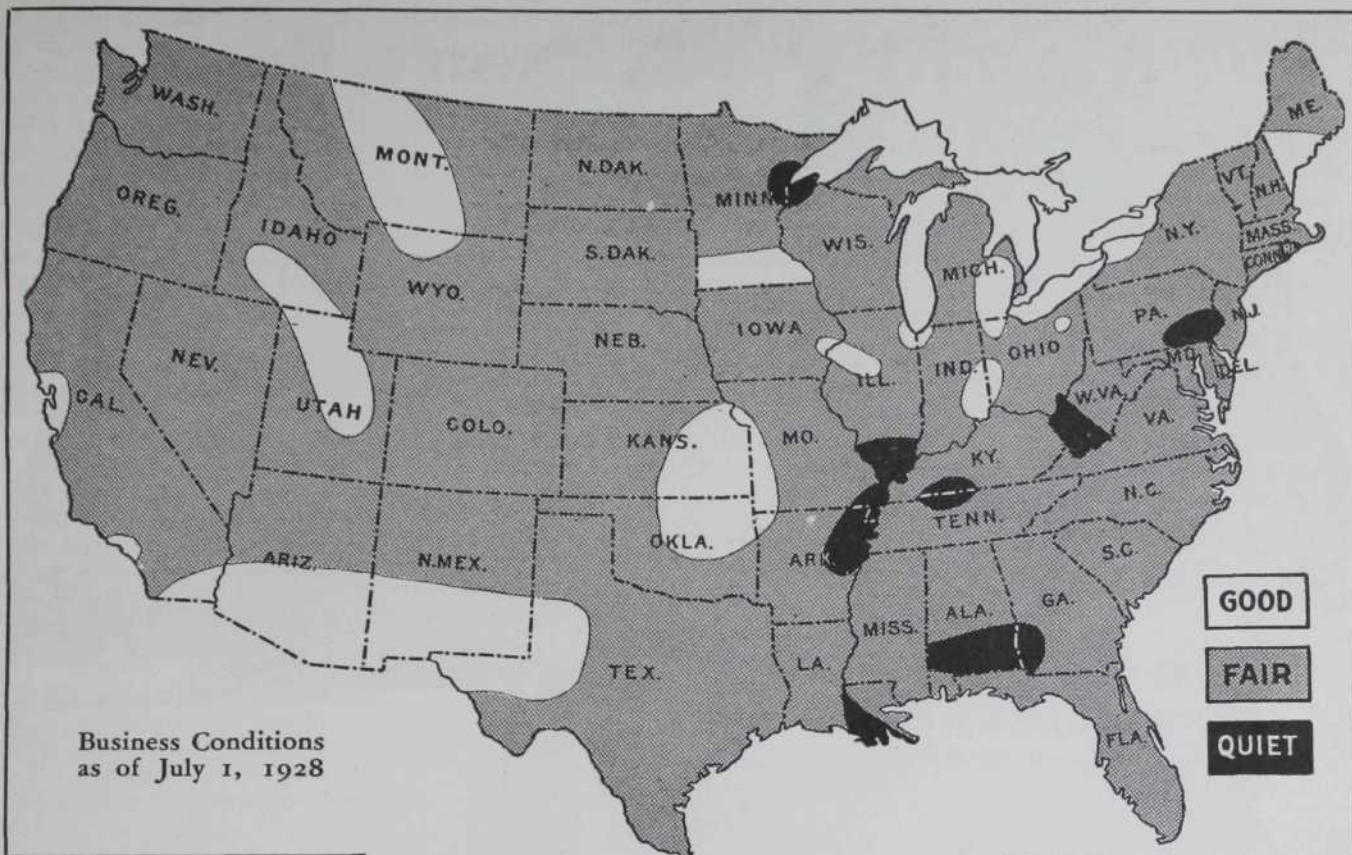 WASH.
MONT.
N.DAK.
MINN.
ME.
OREG.
IDAHO
S.DAK.
WIS.
MICH.
VT.
N.H.
N.Y.
MASS.
CONN.
WYO.
IOWA
PA.
N.J.
NEV.
NEB.
ILL.
IND.
OHIO
MD.
DEL.
CAL.
UTAH
COLO.
KANS.
MO.
W.VA.
VA.
KY.
N.C.
ARIZ.
N.MEX.
OKLA.
ARK.
TENN.
S.C.
MISS.
ALA.
GA.
TEX.
LA.
FLA.
GOOD
FAIR
QUIET
Business Conditions
as of July 1, 1928